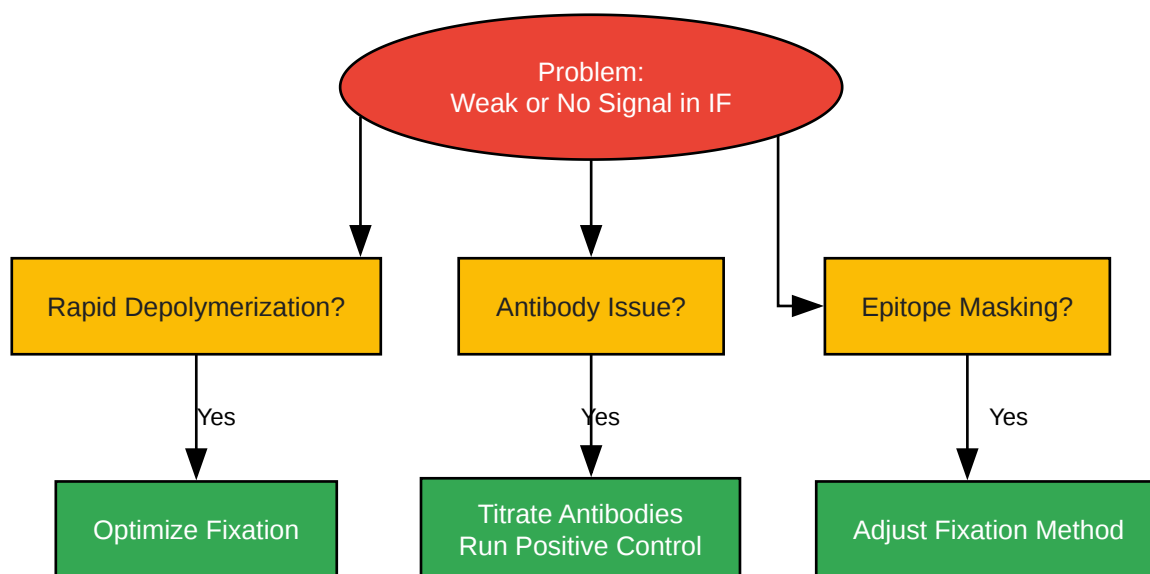 Problem:
Weak or No Signal in IF
Rapid Depolymerization?
Antibody Issue?
Epitope Masking?
Yes
Yes
Yes
Optimize Fixation
Titrate Antibodies
Run Positive Control
Adjust Fixation Method